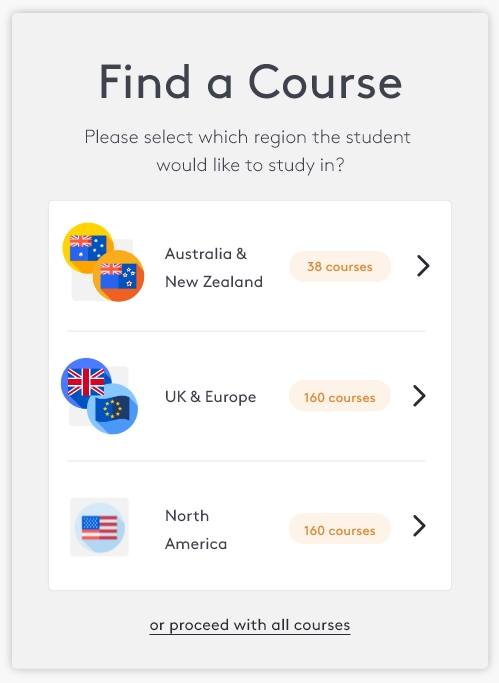 Find a Course
Please select which region the student
would like to study in?
Australia &
New Zealand
38 courses
UK & Europe
160 courses
North
America
160 courses
or proceed with all courses